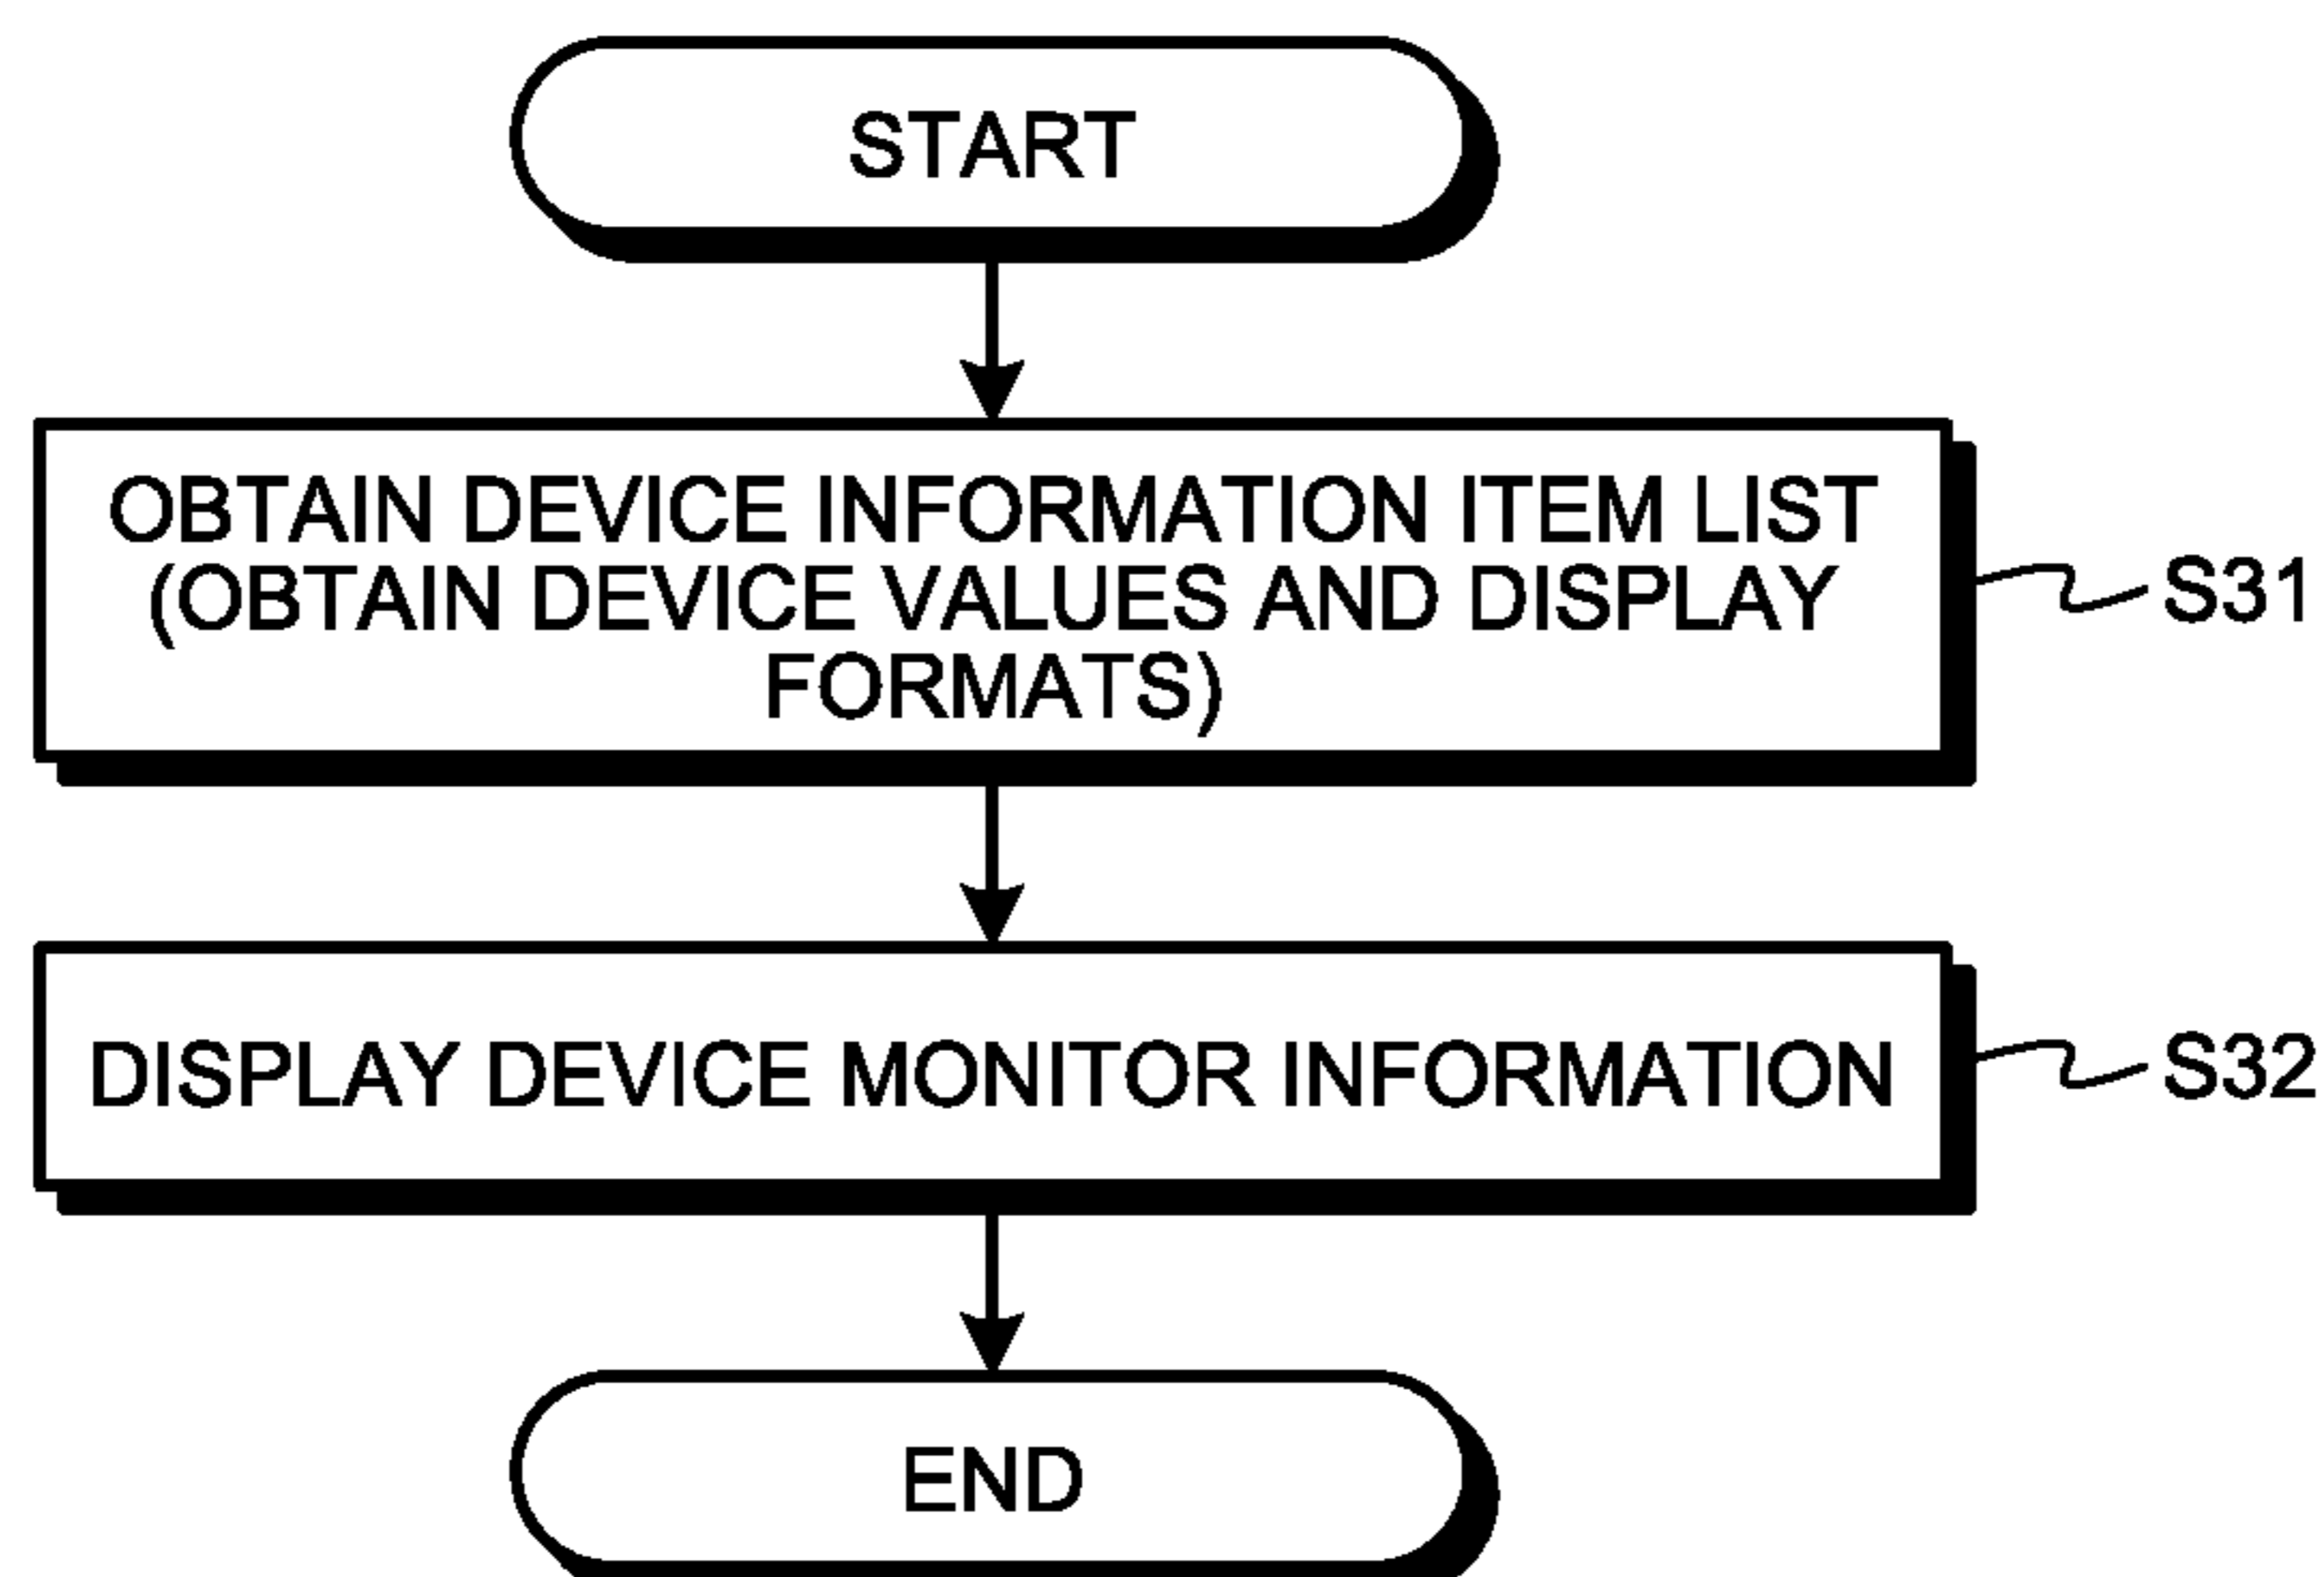 START
OBTAIN DEVICE INFORMATION ITEM LIST
(OBTAIN DEVICE VALUES AND DISPLAY
FORMATS)
S31
DISPLAY DEVICE MONITOR INFORMATION
S32
END